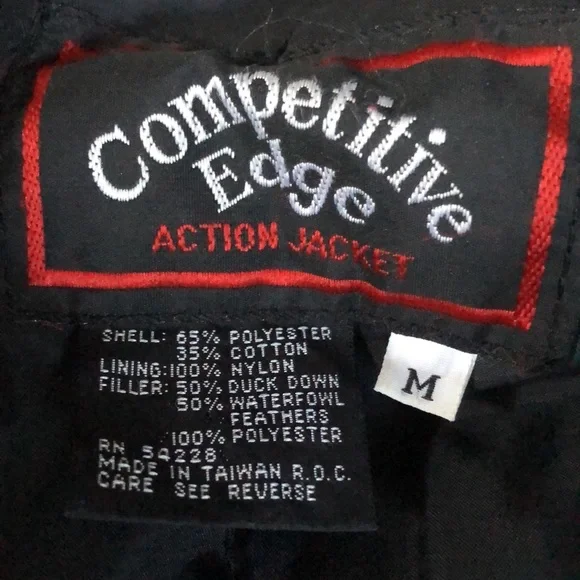 Competitive
Edge
ACTION JACKET
SHELL: 65% POLYESTER
35% COTTON
LINING:100% NYLON
FILLER: 50% DUCK DOWN
50% WATERFOWL
FEATHERS
100% POLYESTER
RN 54228
MADE IN TAIWAN R.O.C.
CARE SEE REVERSE
M